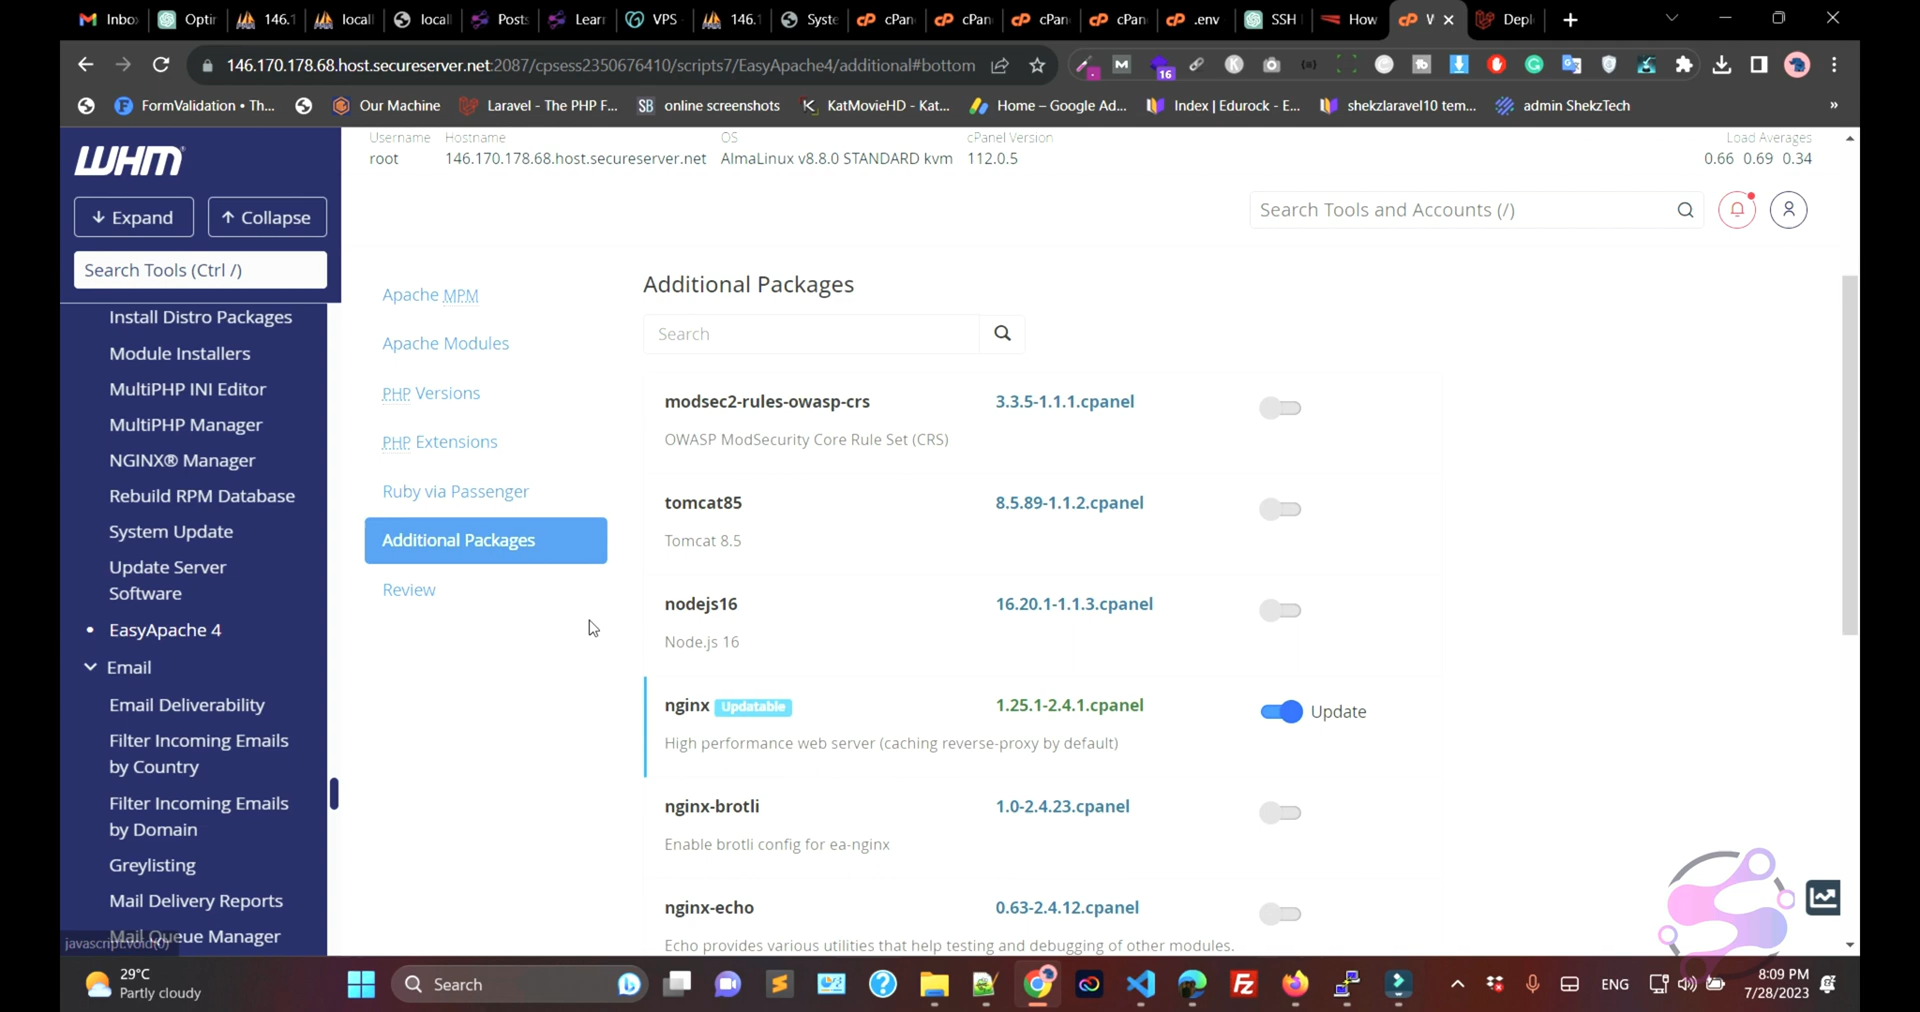 Inbo
Optir
146.1
locall
locall
Posts
Learn
VPS
146.1
Syste
cPan
cPan
cPan
cPan
.env
SSH
How
Depl
146.170.178.68.host.secureserver.net:2087/cpsess2350676410/scripts7/EasyApache4/additional#bottom
16
FormValidation • Th...
Our Machine
Laravel - The PHP F...
SB online screenshots
KatMovieHD - Kat...
Home – Google Ad...
Index | Edurock - E...
shekzlaravel10 tem...
admin ShekzTech
»
WHM
Expand
Collapse
Search Tools (Ctrl /)
Install Distro Packages
Module Installers
MultiPHP INI Editor
MultiPHP Manager
NGINX® Manager
Rebuild RPM Database
System Update
Update Server
Software
EasyApache 4
Email
Email Deliverability
Filter Incoming Emails
by Country
Filter Incoming Emails
by Domain
Greylisting
Mail Delivery Reports
Mail Queue Manager
javascript:void(0)
Username Hostname OS cPanel Version Load Averages
root 146.170.178.68.host.secureserver.net AlmaLinux v8.8.0 STANDARD kvm 112.0.5 0.66 0.69 0.34
Search Tools and Accounts (/)
Apache MPM
Apache Modules
PHP Versions
PHP Extensions
Ruby via Passenger
Additional Packages
Review
Additional Packages
Search
modsec2-rules-owasp-crs 3.3.5-1.1.1.cpanel
OWASP ModSecurity Core Rule Set (CRS)
tomcat85 8.5.89-1.1.2.cpanel
Tomcat 8.5
nodejs16 16.20.1-1.1.3.cpanel
Node.js 16
nginx Updatable 1.25.1-2.4.1.cpanel Update
High performance web server (caching reverse-proxy by default)
nginx-brotli 1.0-2.4.23.cpanel
Enable brotli config for ea-nginx
nginx-echo 0.63-2.4.12.cpanel
Echo provides various utilities that help testing and debugging of other modules.
29°C
Partly cloudy
Search
ENG
8:09 PM
7/28/2023